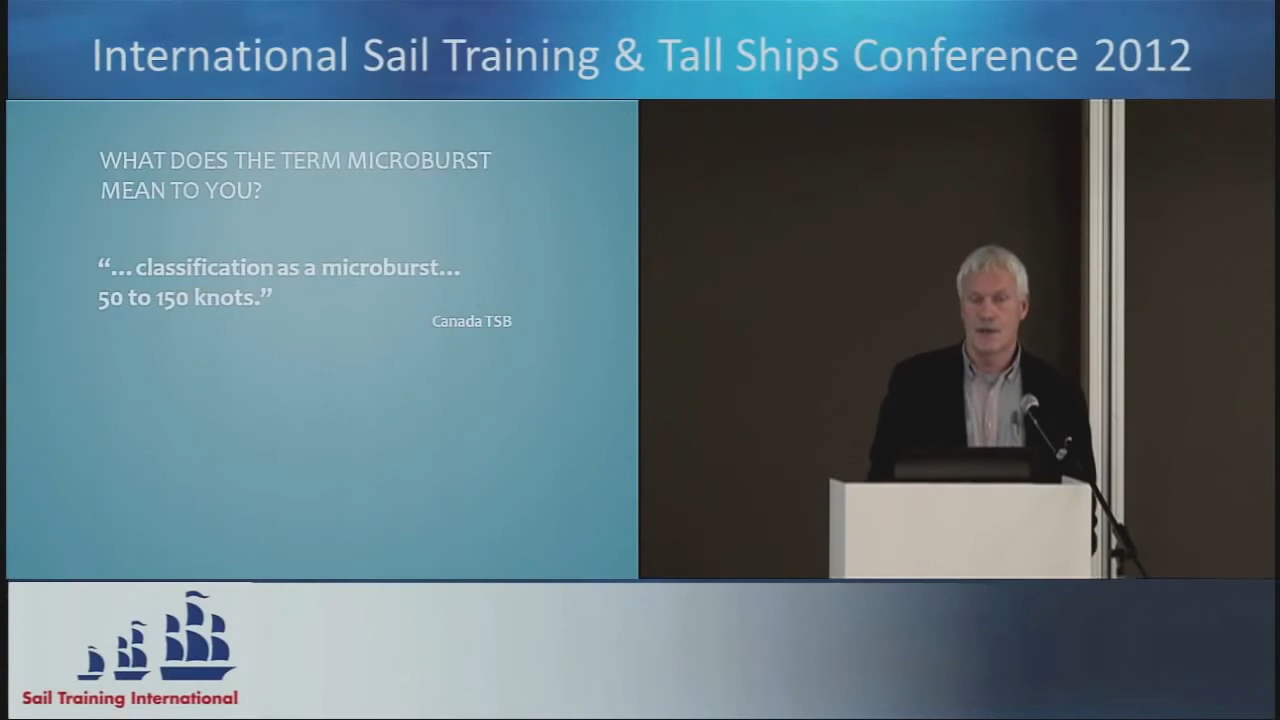 International Sail Training & Tall Ships Conference 2012
WHAT DOES THE TERM MICROBURST
MEAN TO YOU?
“... classification as a microburst...
50 to 150 knots.”
Canada TSB
Sail Training International